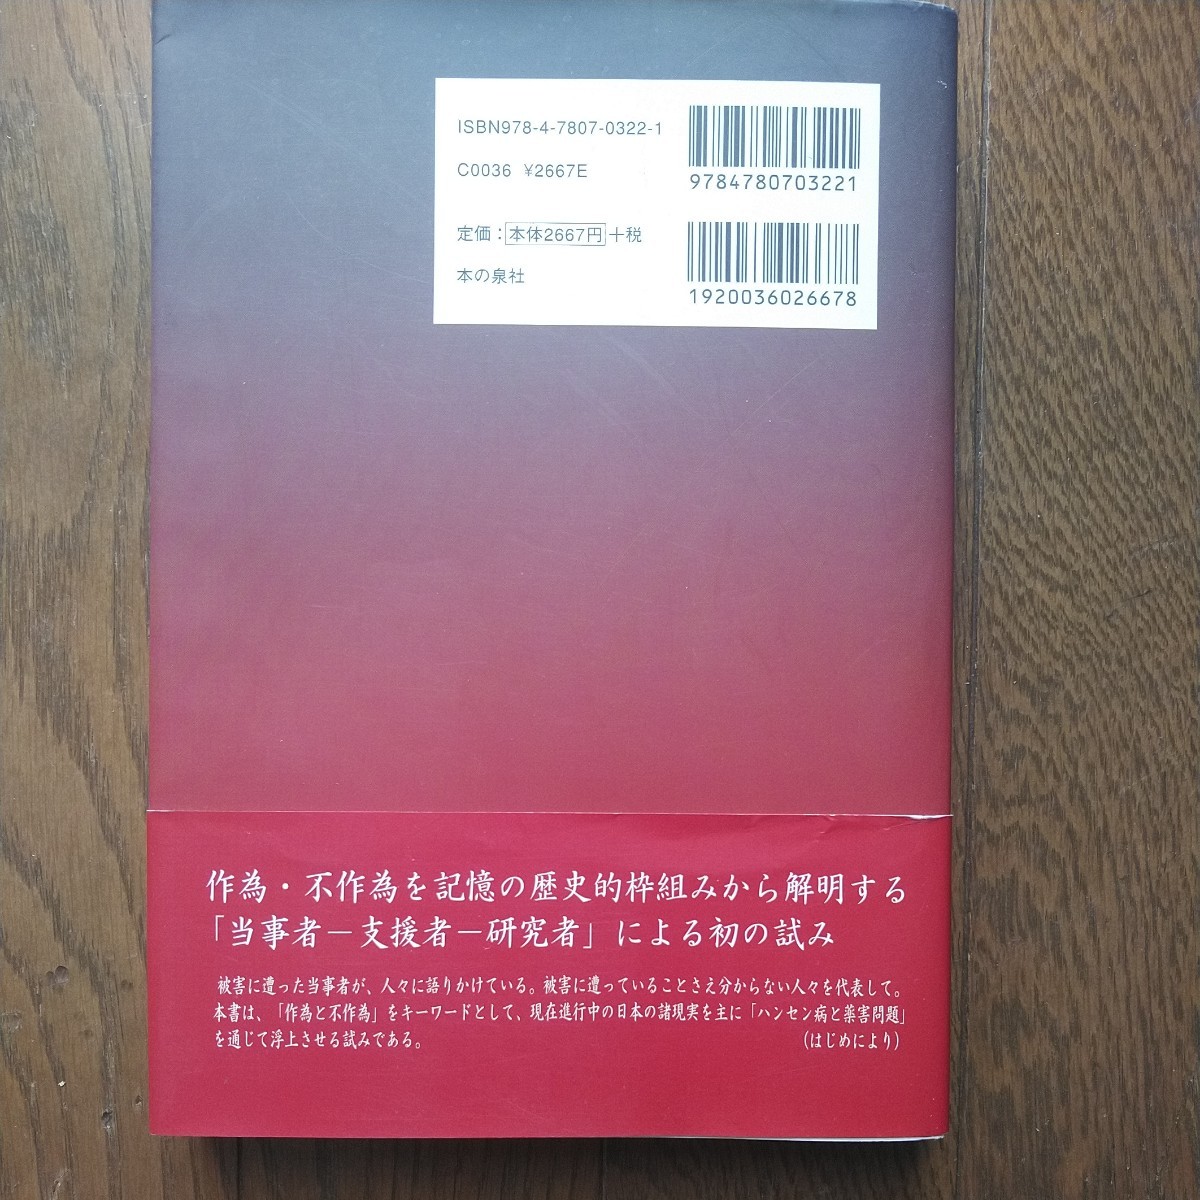 ISBN978-4-7807-0322-1
C0036 ¥2667E
9784780703221
定価：本体2667円+税
本の泉社
1920036026678
作為・不作為を記憶の歴史的枠組みから解明する
「当事者－支援者－研究者」による初の試み
被害に遭った当事者が、人々に語りかけている。被害に遭っていることさえ分からない人々を代表して。
本書は、「作為と不作為」をキーワードとして、現在進行中の日本の諸現実を主に「ハンセン病と薬害問題」
を通じて浮上させる試みである。
（はじめにより）